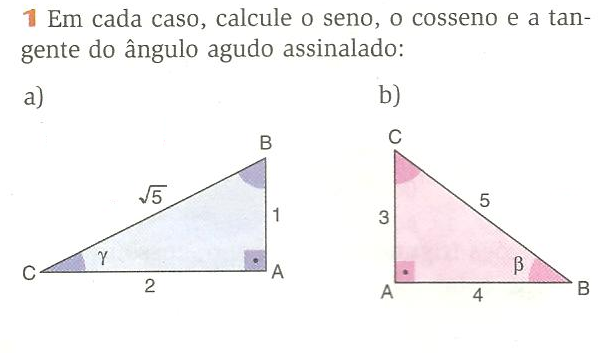 1 Em cada caso, calcule o seno, o cosseno e a tan-
gente do ângulo agudo assinalado:
a)
b)
B
√5
1
γ
C
A
2
C
5
3
β
A
4
B